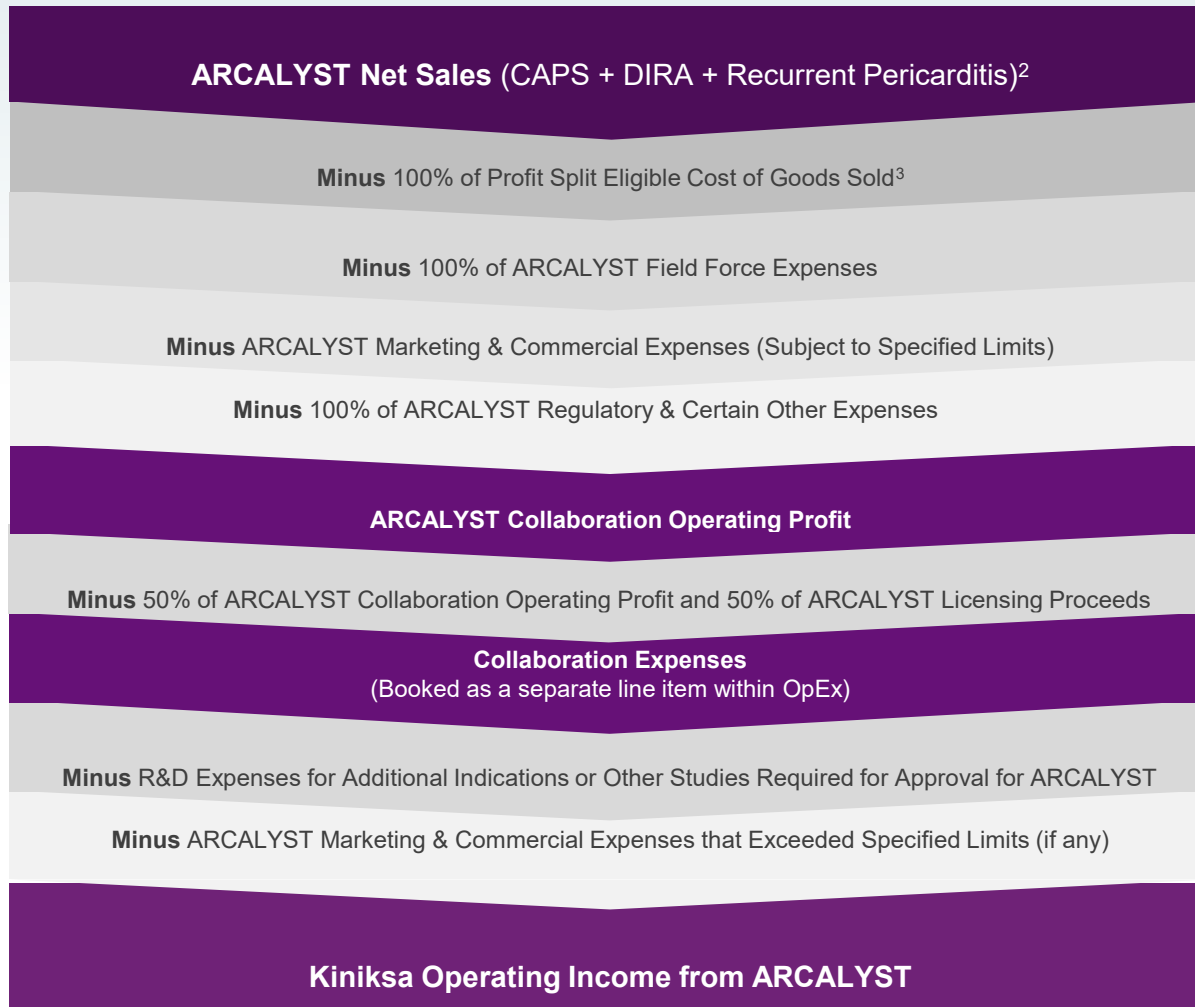 ARCALYST Net Sales (CAPS + DIRA + Recurrent Pericarditis)²
Minus 100% of Profit Split Eligible Cost of Goods Sold³
Minus 100% of ARCALYST Field Force Expenses
Minus ARCALYST Marketing & Commercial Expenses (Subject to Specified Limits)
Minus 100% of ARCALYST Regulatory & Certain Other Expenses
ARCALYST Collaboration Operating Profit
Minus 50% of ARCALYST Collaboration Operating Profit and 50% of ARCALYST Licensing Proceeds
Collaboration Expenses
(Booked as a separate line item within OpEx)
Minus R&D Expenses for Additional Indications or Other Studies Required for Approval for ARCALYST
Minus ARCALYST Marketing & Commercial Expenses that Exceeded Specified Limits (if any)
Kiniksa Operating Income from ARCALYST